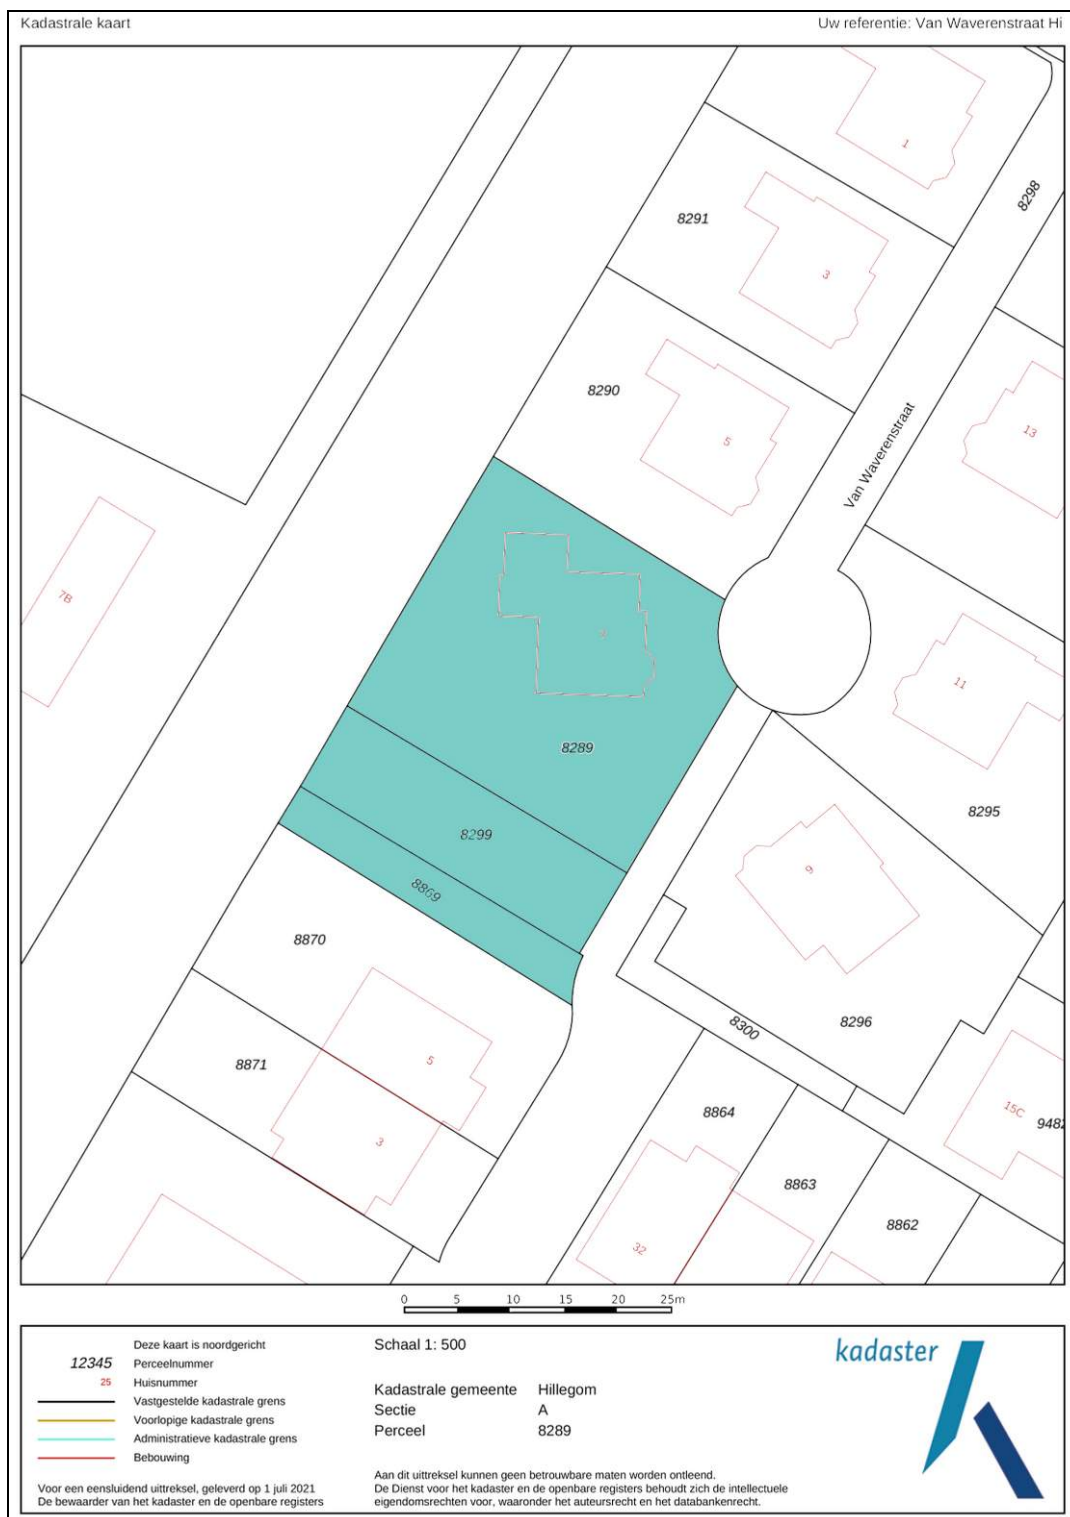 Kadastrale kaart
Uw referentie: Van Waverenstraat Hi
1
8298
8291
3
8290
5
13
Van Waverenstraat
7B
11
8289
8295
8299
9
8869
8870
8296
8300
8871
5
15C
9482
8864
3
8863
8862
32
0 5 10 15 20 25m
Deze kaart is noordgericht
12345 Perceelnummer
25 Huisnummer
Vastgestelde kadastrale grens
Voorlopige kadastrale grens
Administratieve kadastrale grens
Bebouwing
Voor een eensluidend uittreksel, geleverd op 1 juli 2021
De bewaarder van het kadaster en de openbare registers
Schaal 1: 500
Kadastrale gemeente Hillegom
Sectie A
Perceel 8289
Aan dit uittreksel kunnen geen betrouwbare maten worden ontleend.
De Dienst voor het kadaster en de openbare registers behoudt zich de intellectuele
eigendomsrechten voor, waaronder het auteursrecht en het databankenrecht.
kadaster